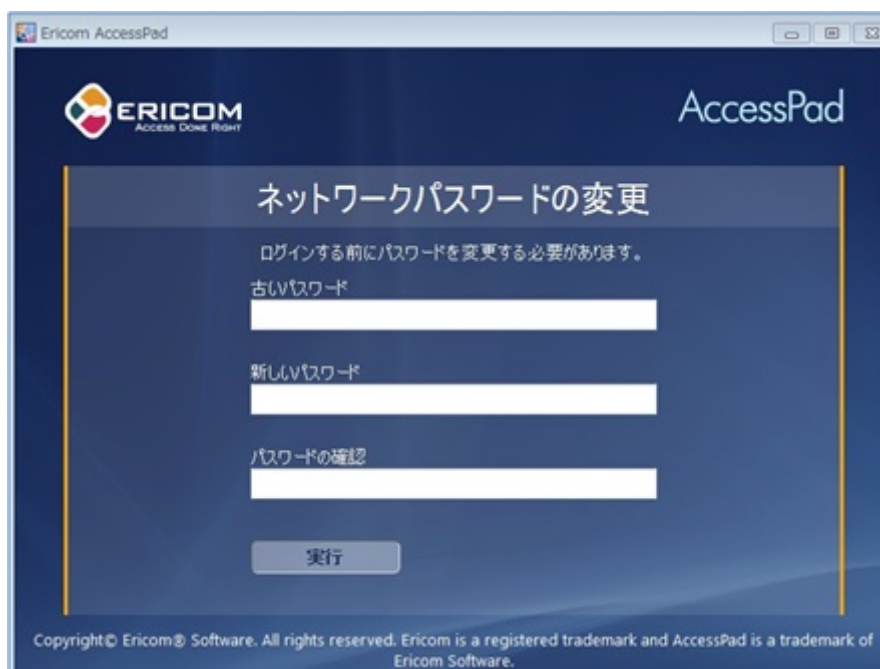 Ericom AccessPad
ERICOM
ACCESS DONE RIGHT
AccessPad
ネットワークパスワードの変更
ログインする前にパスワードを変更する必要があります。
古いパスワード
新しいパスワード
パスワードの確認
実行
Copyright© Ericom® Software. All rights reserved. Ericom is a registered trademark and AccessPad is a trademark of
Ericom Software.